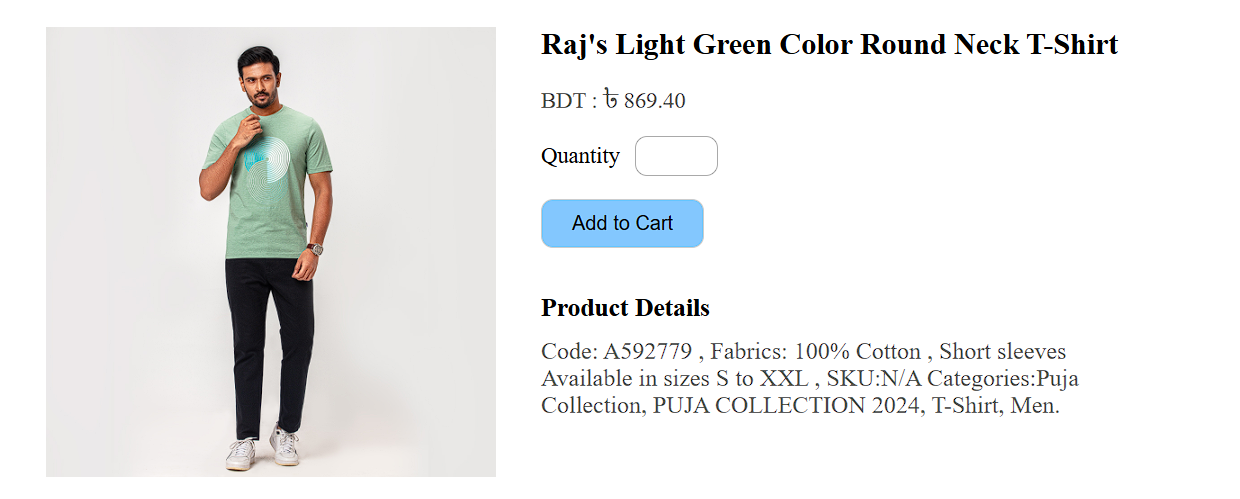 Raj's Light Green Color Round Neck T-Shirt
BDT : ৳ 869.40
Quantity
Add to Cart
Product Details
Code: A592779 , Fabrics: 100% Cotton , Short sleeves
Available in sizes S to XXL , SKU:N/A Categories:Puja
Collection, PUJA COLLECTION 2024, T-Shirt, Men.